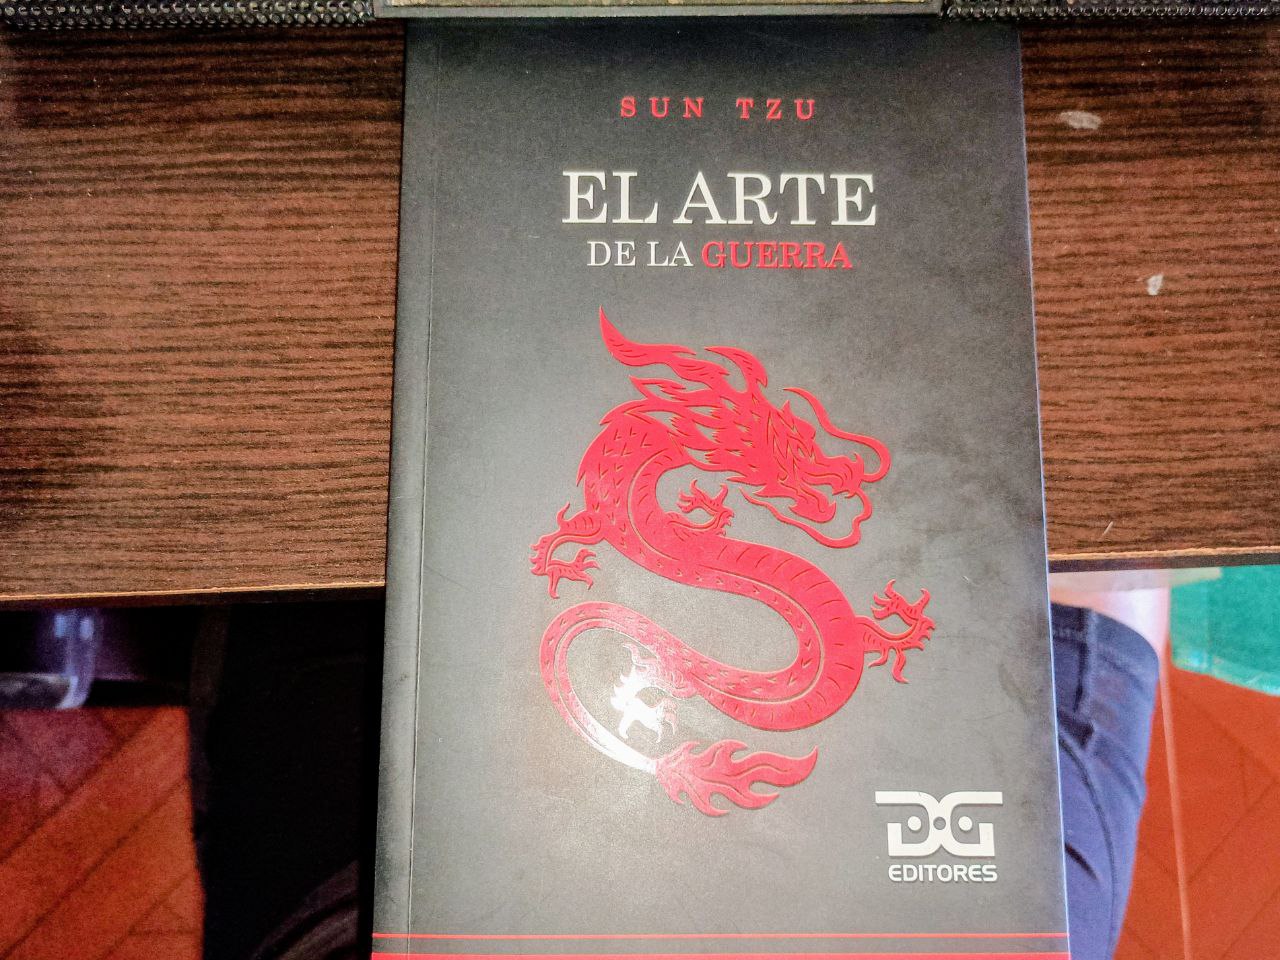 SUN TZU
EL ARTE
DE LA GUERRA
DG
EDITORES